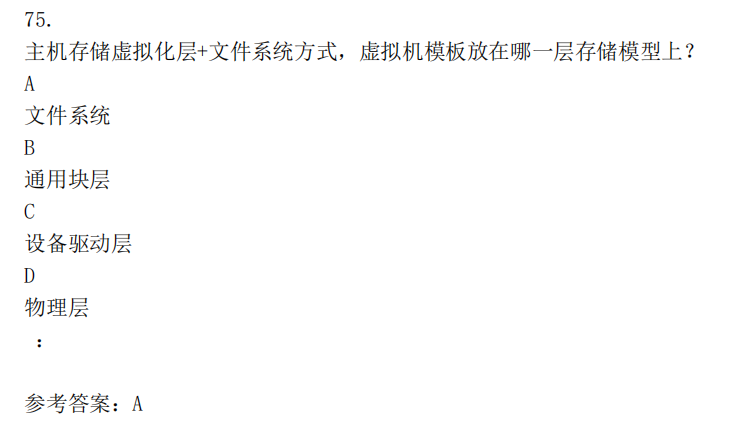 75.
主机存储虚拟化层+文件系统方式，虚拟机模板放在哪一层存储模型上？
A
文件系统
B
通用块层
C
设备驱动层
D
物理层
：
参考答案：A